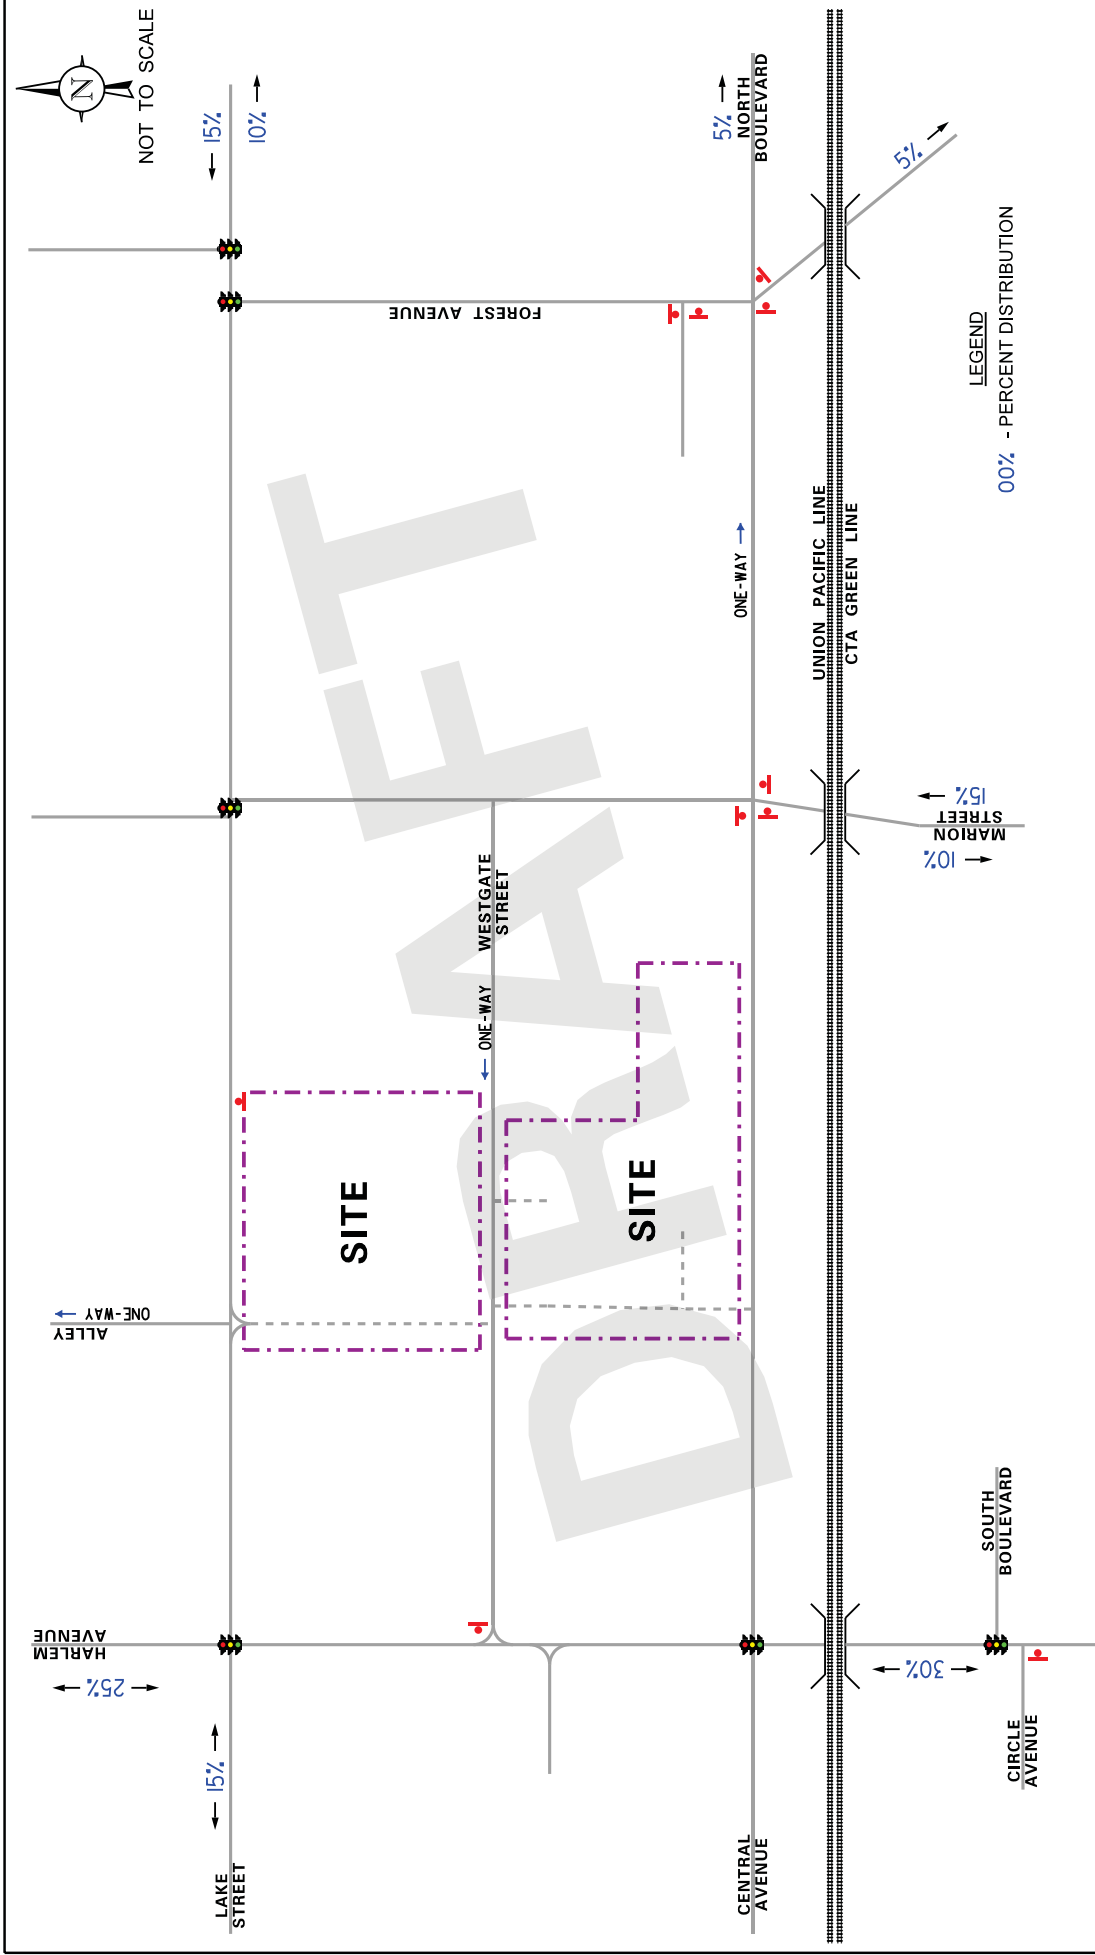 NOT TO SCALE
N
15%
10%
5%
NORTH
BOULEVARD
5%
FOREST AVENUE
LEGEND
00% - PERCENT DISTRIBUTION
ONE-WAY
UNION PACIFIC LINE
CTA GREEN LINE
WESTGATE
STREET
ONE-WAY
MARION
STREET
15%
10%
SITE
SITE
ALLEY
ONE-WAY
DRAFT
HARLEM
AVENUE
25%
15%
LAKE
STREET
CENTRAL
AVENUE
30%
SOUTH
BOULEVARD
CIRCLE
AVENUE